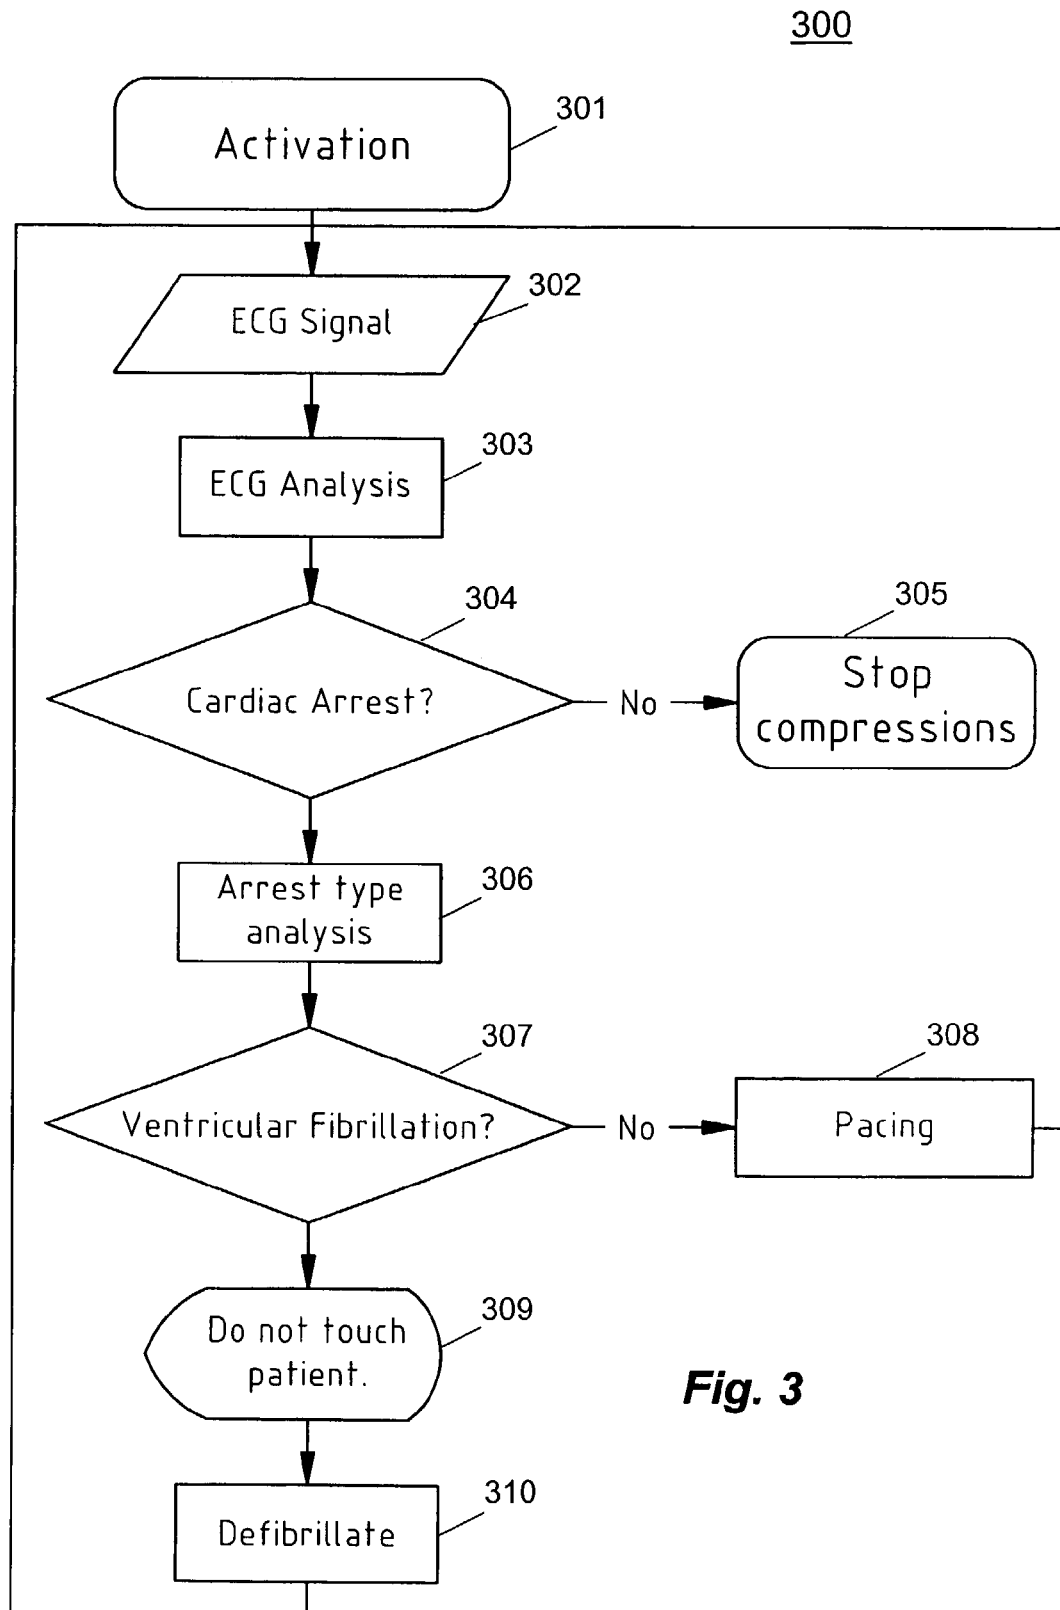 300
Activation
301
ECG Signal
302
ECG Analysis
303
Cardiac Arrest?
304
No
Stop
compressions
305
Arrest type
analysis
306
Ventricular Fibrillation?
307
No
Pacing
308
Do not touch
patient.
309
Fig. 3
Defibrillate
310